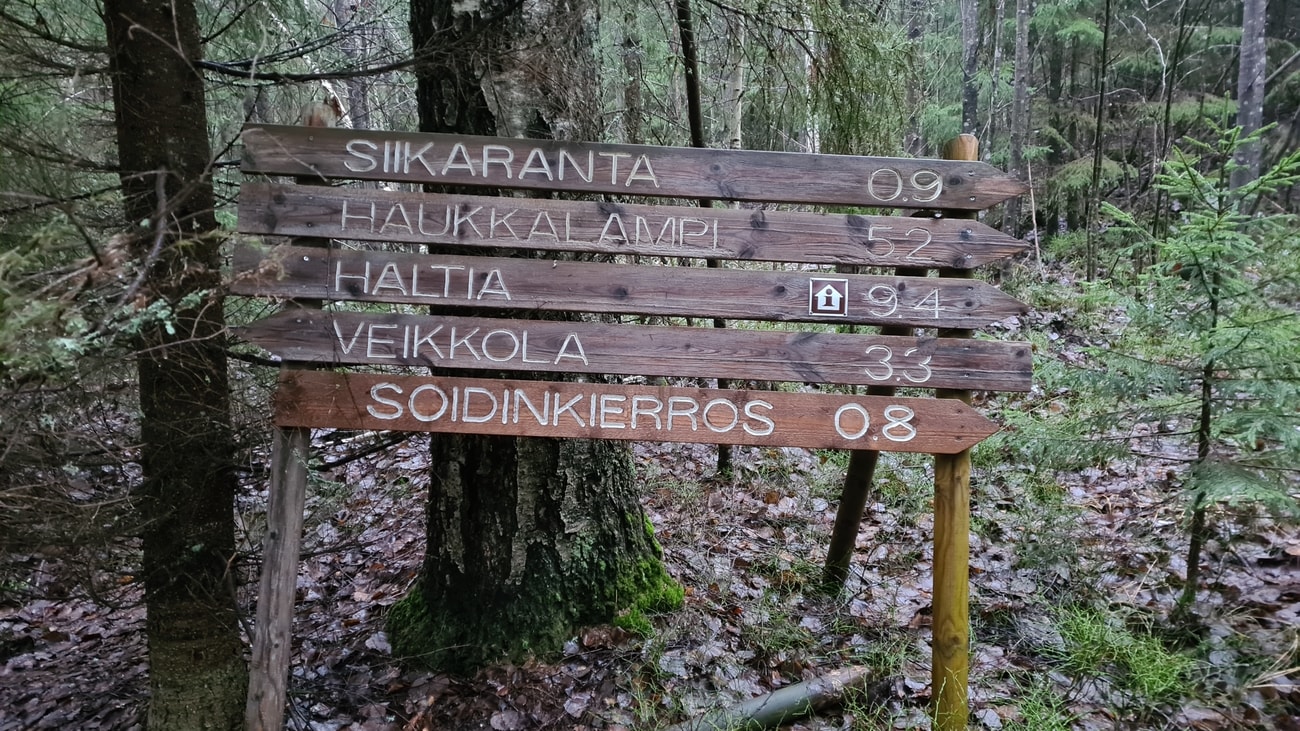 SIIKARANTA 0.9
HAUKKALAMPI 5.2
HALTIA i 9.4
VEIKKOLA 3.3
SOIDINKIERROS 0.8